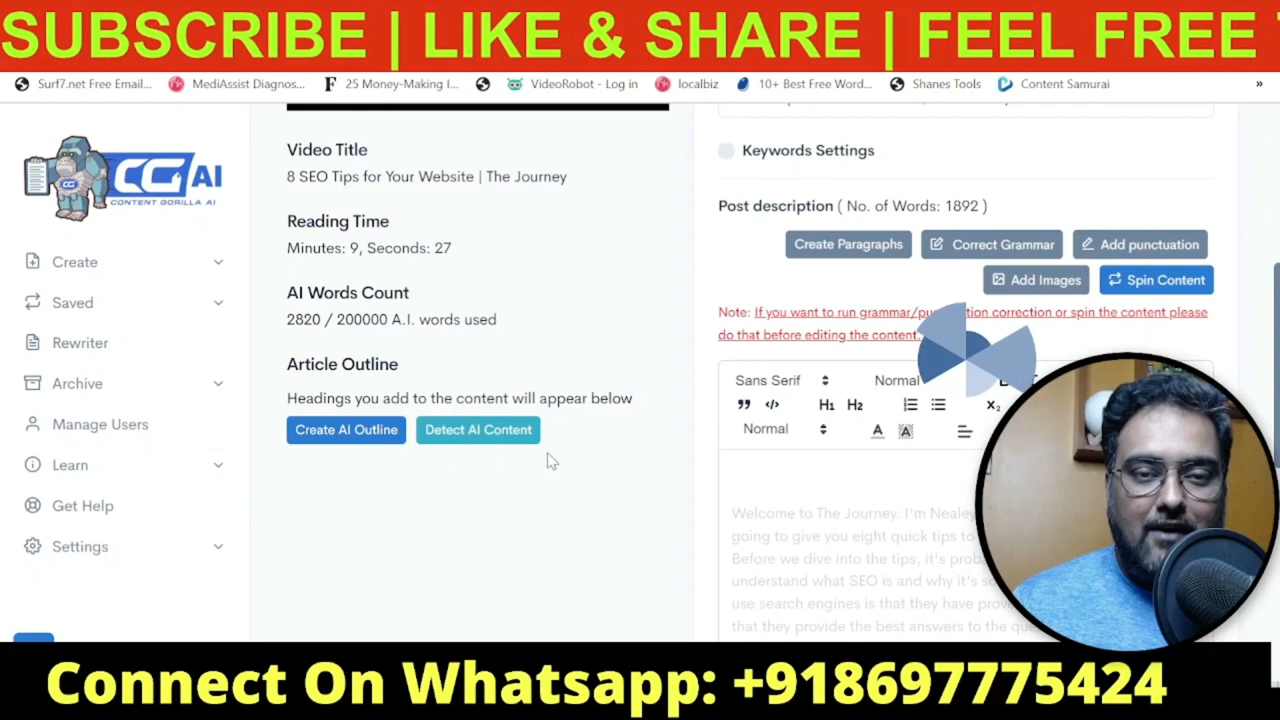 SUBSCRIBE | LIKE & SHARE | FEEL FREE
Surf7.net Free Email... MediAssist Diagnos... 25 Money-Making I... VideoRobot - Log in localbiz 10+ Best Free Word... Shanes Tools Content Samurai »
CG AI
CONTENT GORILLA AI
Create
Saved
Rewriter
Archive
Manage Users
Learn
Get Help
Settings
Video Title
8 SEO Tips for Your Website | The Journey
Reading Time
Minutes: 9, Seconds: 27
AI Words Count
2820 / 200000 A.I. words used
Article Outline
Headings you add to the content will appear below
Create AI Outline Detect AI Content
Keywords Settings
Post description ( No. of Words: 1892 )
Create Paragraphs Correct Grammar Add punctuation
Add Images Spin Content
Note: If you want to run grammar/pu tion correction or spin the content please
do that before editing the content.
Sans Serif Normal
H1 H2
Normal A A
Welcome to The Journey. I'm Nealey
going to give you eight quick tips to
Before we dive into the tips, it's
understand what SEO is and why it's
use search engines is that they have
that they provide the best answers to the
Connect On Whatsapp: +918697775424